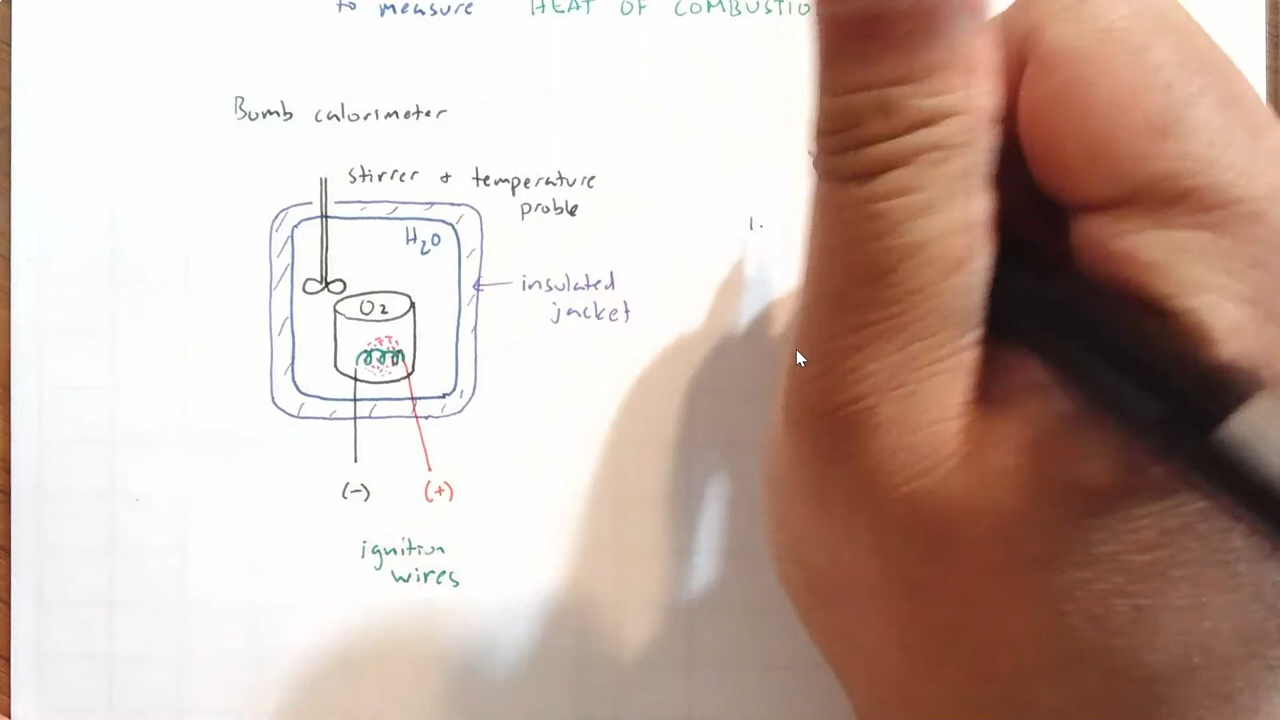 to measure HEAT OF COMBUSTIO
Bomb calorimeter
stirrer + temperature
probe
H2O
1.
insulated
jacket
O2
(-) (+)
ignition
wires